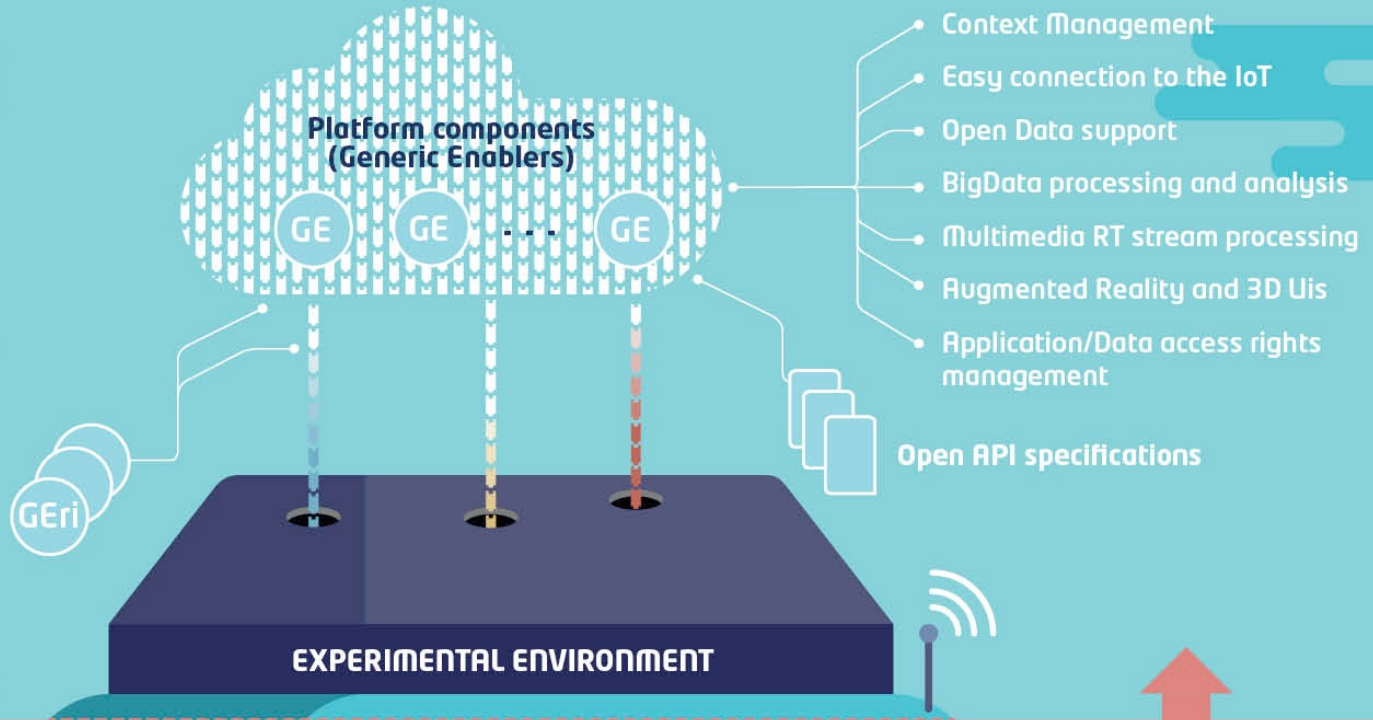 Context Management
Easy connection to the IoT
Open Data support
BigData processing and analysis
Multimedia RT stream processing
Augmented Reality and 3D Uis
Application/Data access rights
management
Platform components
(Generic Enablers)
GE
GE
. . .
GE
Open API specifications
GEri
EXPERIMENTAL ENVIRONMENT